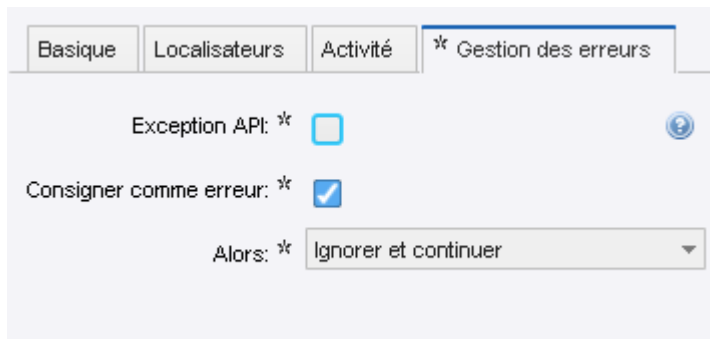 Basique Localisateurs Activité * Gestion des erreurs
Exception API: *
Consigner comme erreur: *
Alors: * Ignorer et continuer